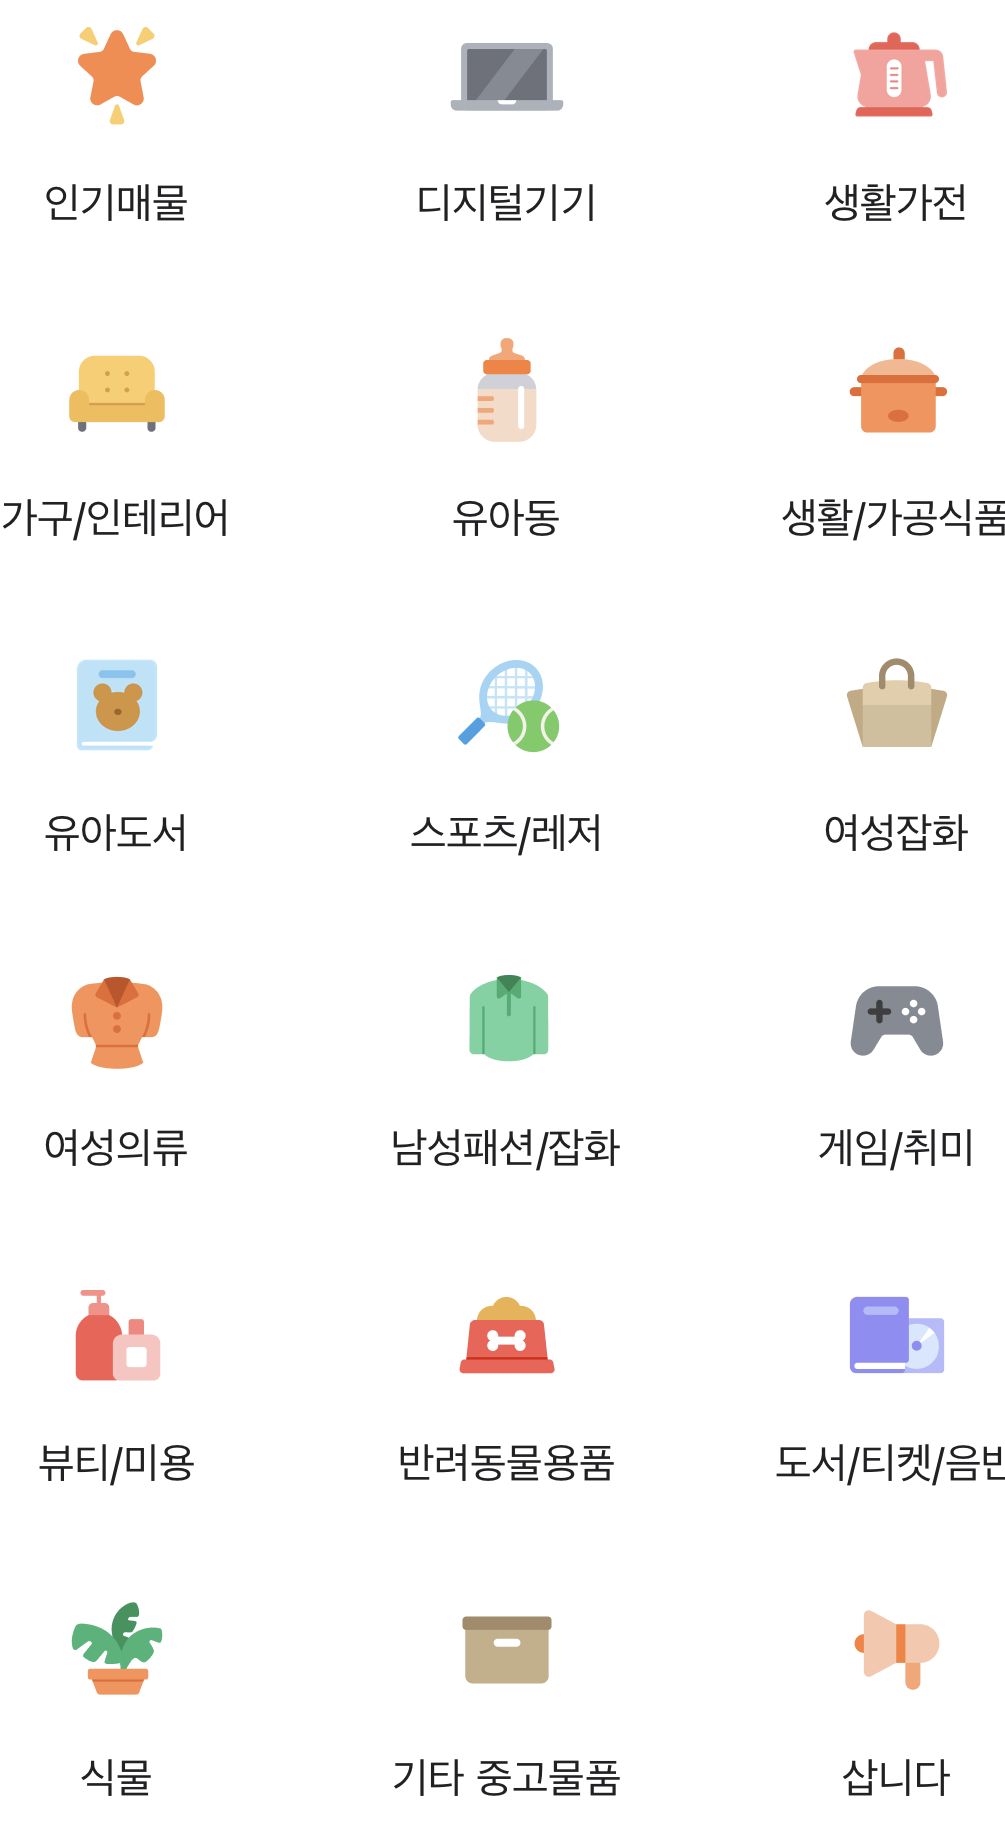 인기매물
디지털기기
생활가전
가구/인테리어
유아동
생활/가공식품
유아도서
스포츠/레저
여성잡화
여성의류
남성패션/잡화
게임/취미
뷰티/미용
반려동물용품
도서/티켓/음반
식물
기타 중고물품
삽니다